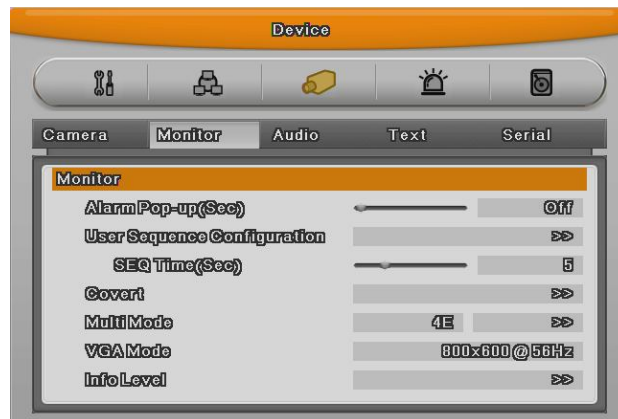 Device
Camera Monitor Audio Text Serial
Monitor
Alarm Pop-up(Sec) Off
User Sequence Configuration >>
SEQ Time(Sec) 5
Covert >>
Multi Mode 4E >>
VGA Mode 800x600 @ 56Hz
Info Level >>